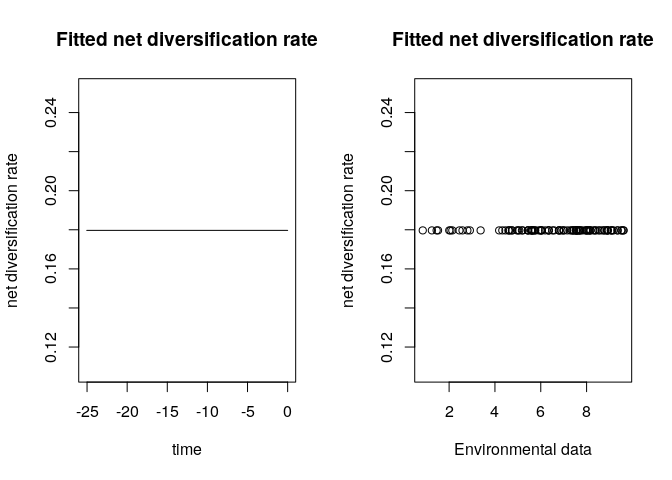 Fitted net diversification rate
net diversification rate
0.12 0.16 0.20 0.24
-25 -20 -15 -10 -5 0
time
Fitted net diversification rate
net diversification rate
0.12 0.16 0.20 0.24
2 4 6 8
Environmental data